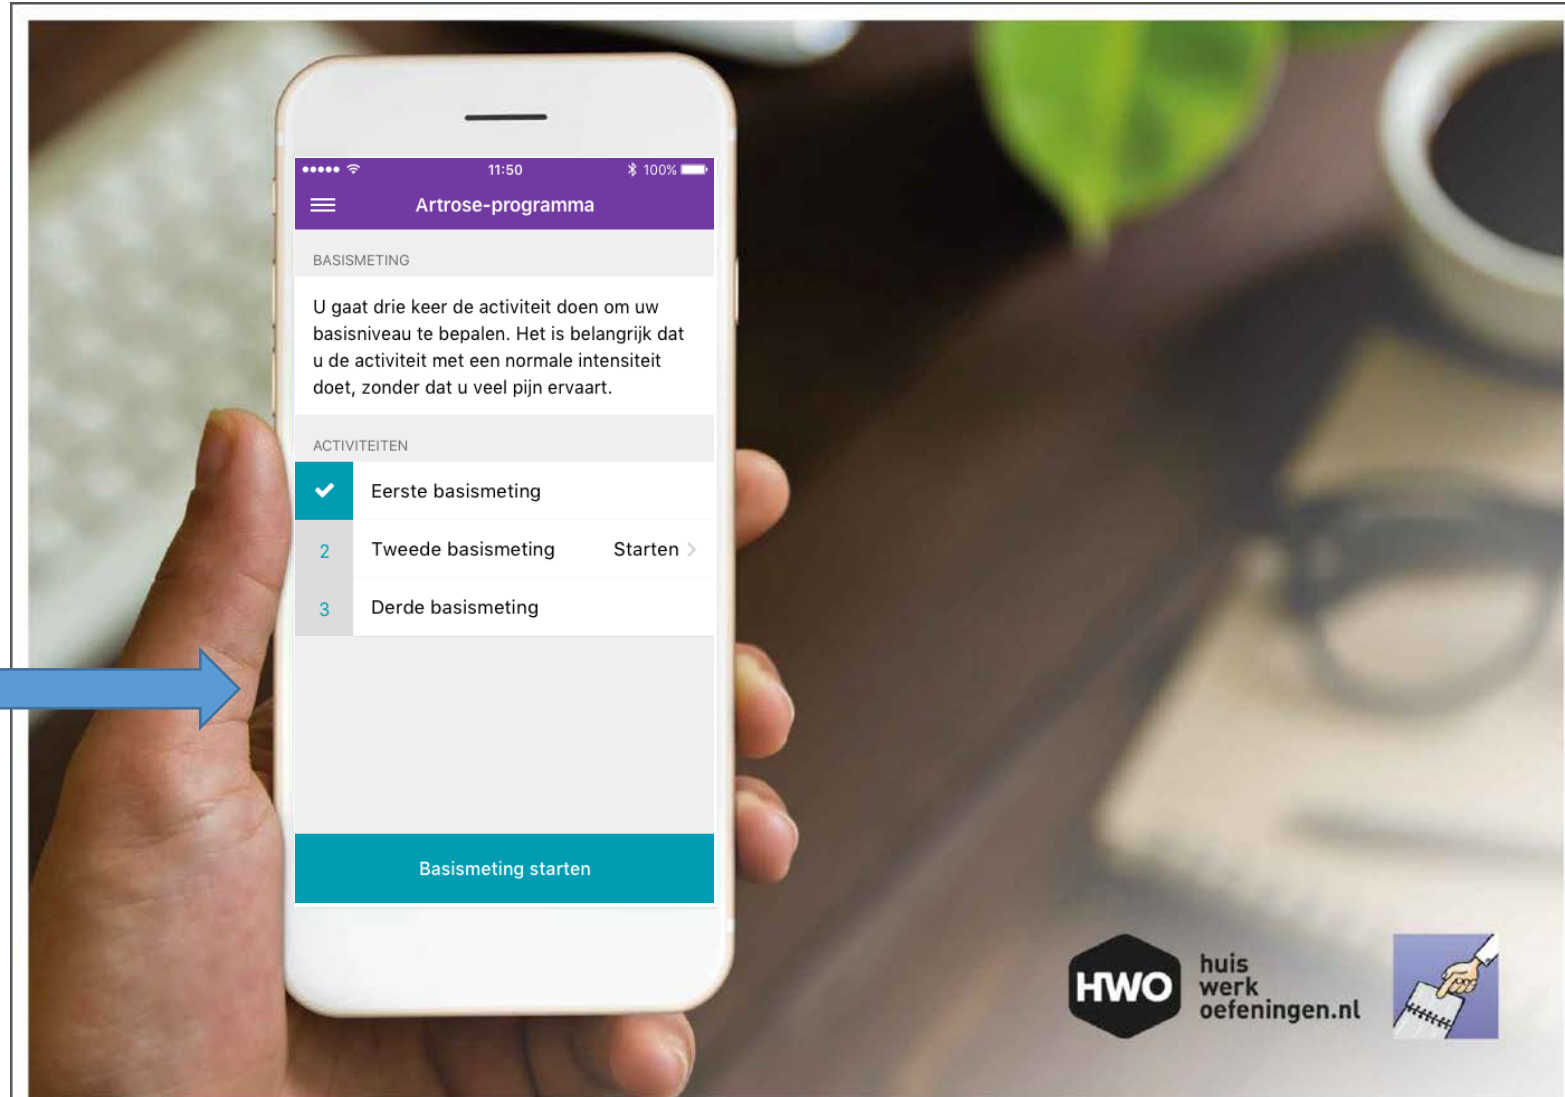 11:50
100%
Artrose-programma
BASISMETING
U gaat drie keer de activiteit doen om uw
basisniveau te bepalen. Het is belangrijk dat
u de activiteit met een normale intensiteit
doet, zonder dat u veel pijn ervaart.
ACTIVITEITEN
Eerste basismeting
2 Tweede basismeting Starten
3 Derde basismeting
Basismeting starten
HWO
huis
werk
oefeningen.nl